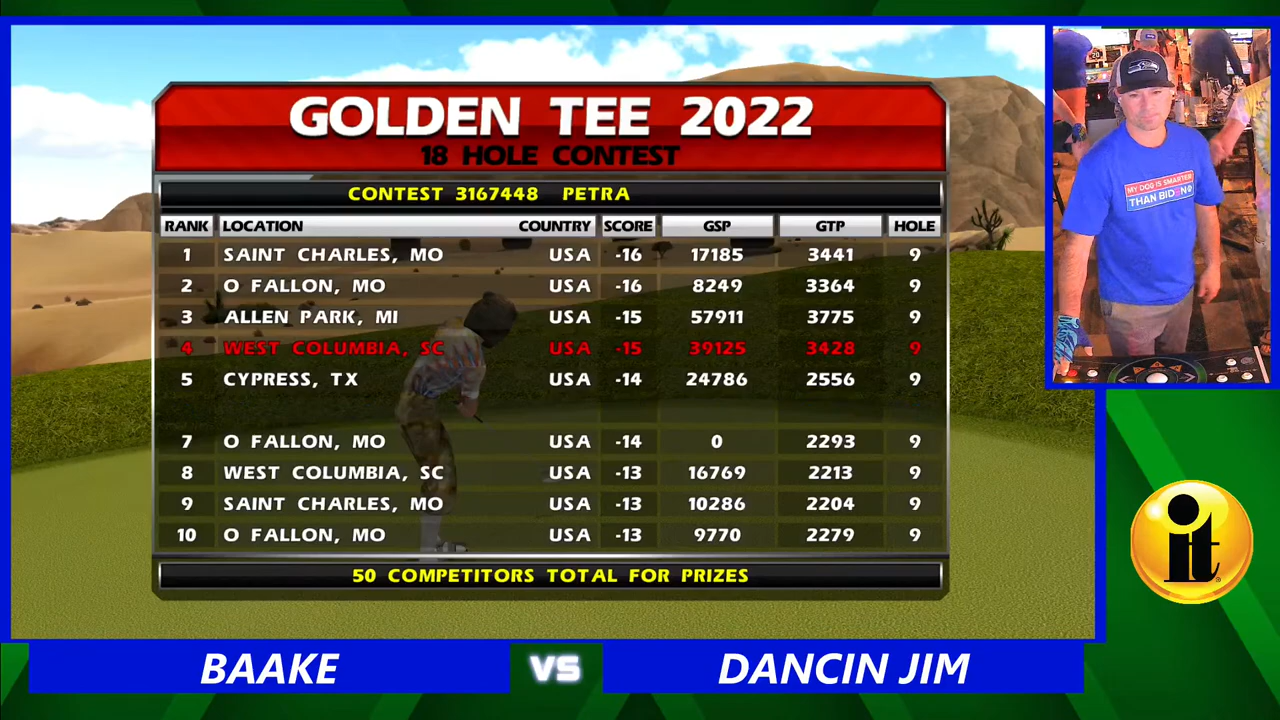 GOLDEN TEE 2022
18 HOLE CONTEST
CONTEST 3167448 PETRA
RANK LOCATION COUNTRY SCORE GSP GTP HOLE
1 SAINT CHARLES, MO USA -16 17185 3441 9
2 O FALLON, MO USA -16 8249 3364 9
3 ALLEN PARK, MI USA -15 57911 3775 9
4 WEST COLUMBIA, SC USA -15 39125 3428 9
5 CYPRESS, TX USA -14 24786 2556 9
7 O FALLON, MO USA -14 0 2293 9
8 WEST COLUMBIA, SC USA -13 16769 2213 9
9 SAINT CHARLES, MO USA -13 10286 2204 9
10 O FALLON, MO USA -13 9770 2279 9
50 COMPETITORS TOTAL FOR PRIZES
MY DOG IS SMARTER
THAN BID NO
it
BAAKE VS DANCIN JIM